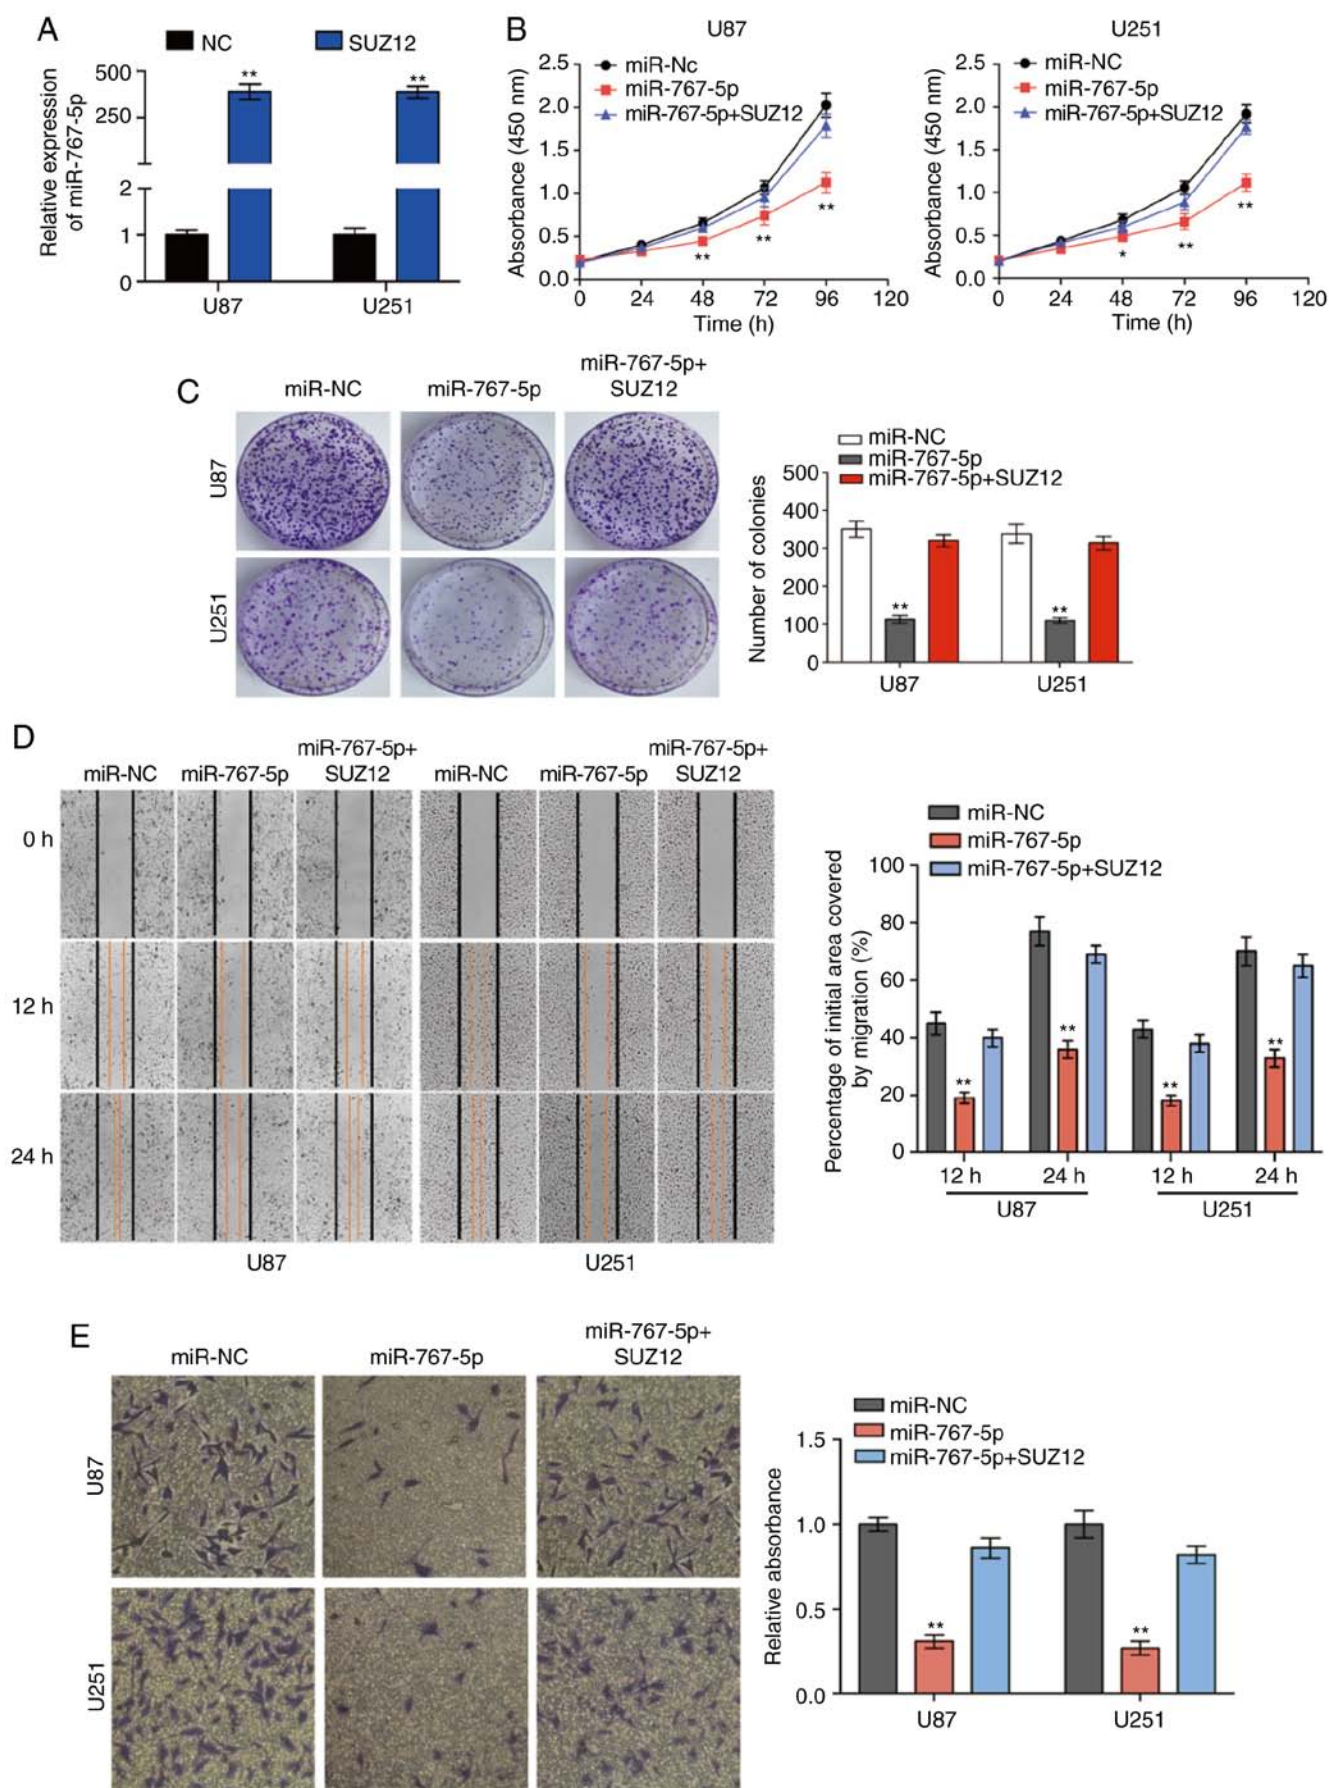 A
NC
SUZ12
Relative expression
of miR-767-5p
500
250
2
1
0
**
**
U87
U251
B
U87
Absorbance (450 nm)
2.5
2.0
1.5
1.0
0.5
0.0
miR-Nc
miR-767-5p
miR-767-5p+SUZ12
**
**
**
0
24
48
72
96
120
Time (h)
U251
Absorbance (450 nm)
2.5
2.0
1.5
1.0
0.5
0.0
miR-NC
miR-767-5p
miR-767-5p+SUZ12
*
**
**
0
24
48
72
96
120
Time (h)
C
miR-NC
miR-767-5p
miR-767-5p+
SUZ12
U87
U251
miR-NC
miR-767-5p
miR-767-5p+SUZ12
Number of colonies
500
400
300
200
100
0
**
**
U87
U251
D
miR-NC
miR-767-5p
miR-767-5p+
SUZ12
miR-NC
miR-767-5p
miR-767-5p+
SUZ12
0 h
12 h
24 h
U87
U251
miR-NC
miR-767-5p
miR-767-5p+SUZ12
Percentage of initial area covered
by migration (%)
100
80
60
40
20
0
**
**
**
**
12 h
24 h
12 h
24 h
U87
U251
E
miR-NC
miR-767-5p
miR-767-5p+
SUZ12
U87
U251
miR-NC
miR-767-5p
miR-767-5p+SUZ12
Relative absorbance
1.5
1.0
0.5
0.0
**
**
U87
U251